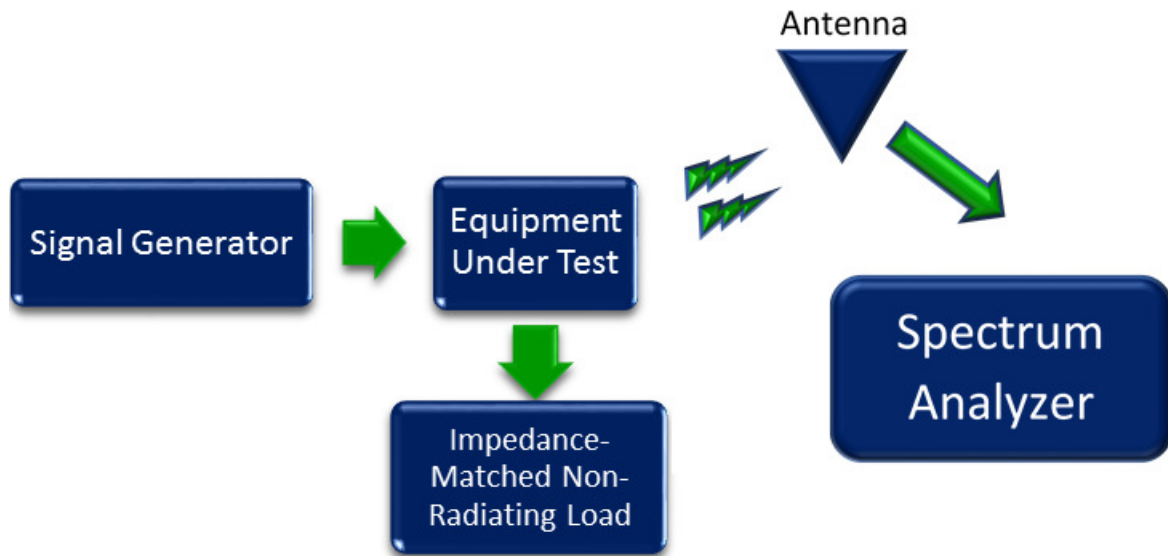 Antenna
Signal Generator
Equipment
Under Test
Spectrum
Analyzer
Impedance-
Matched Non-
Radiating Load